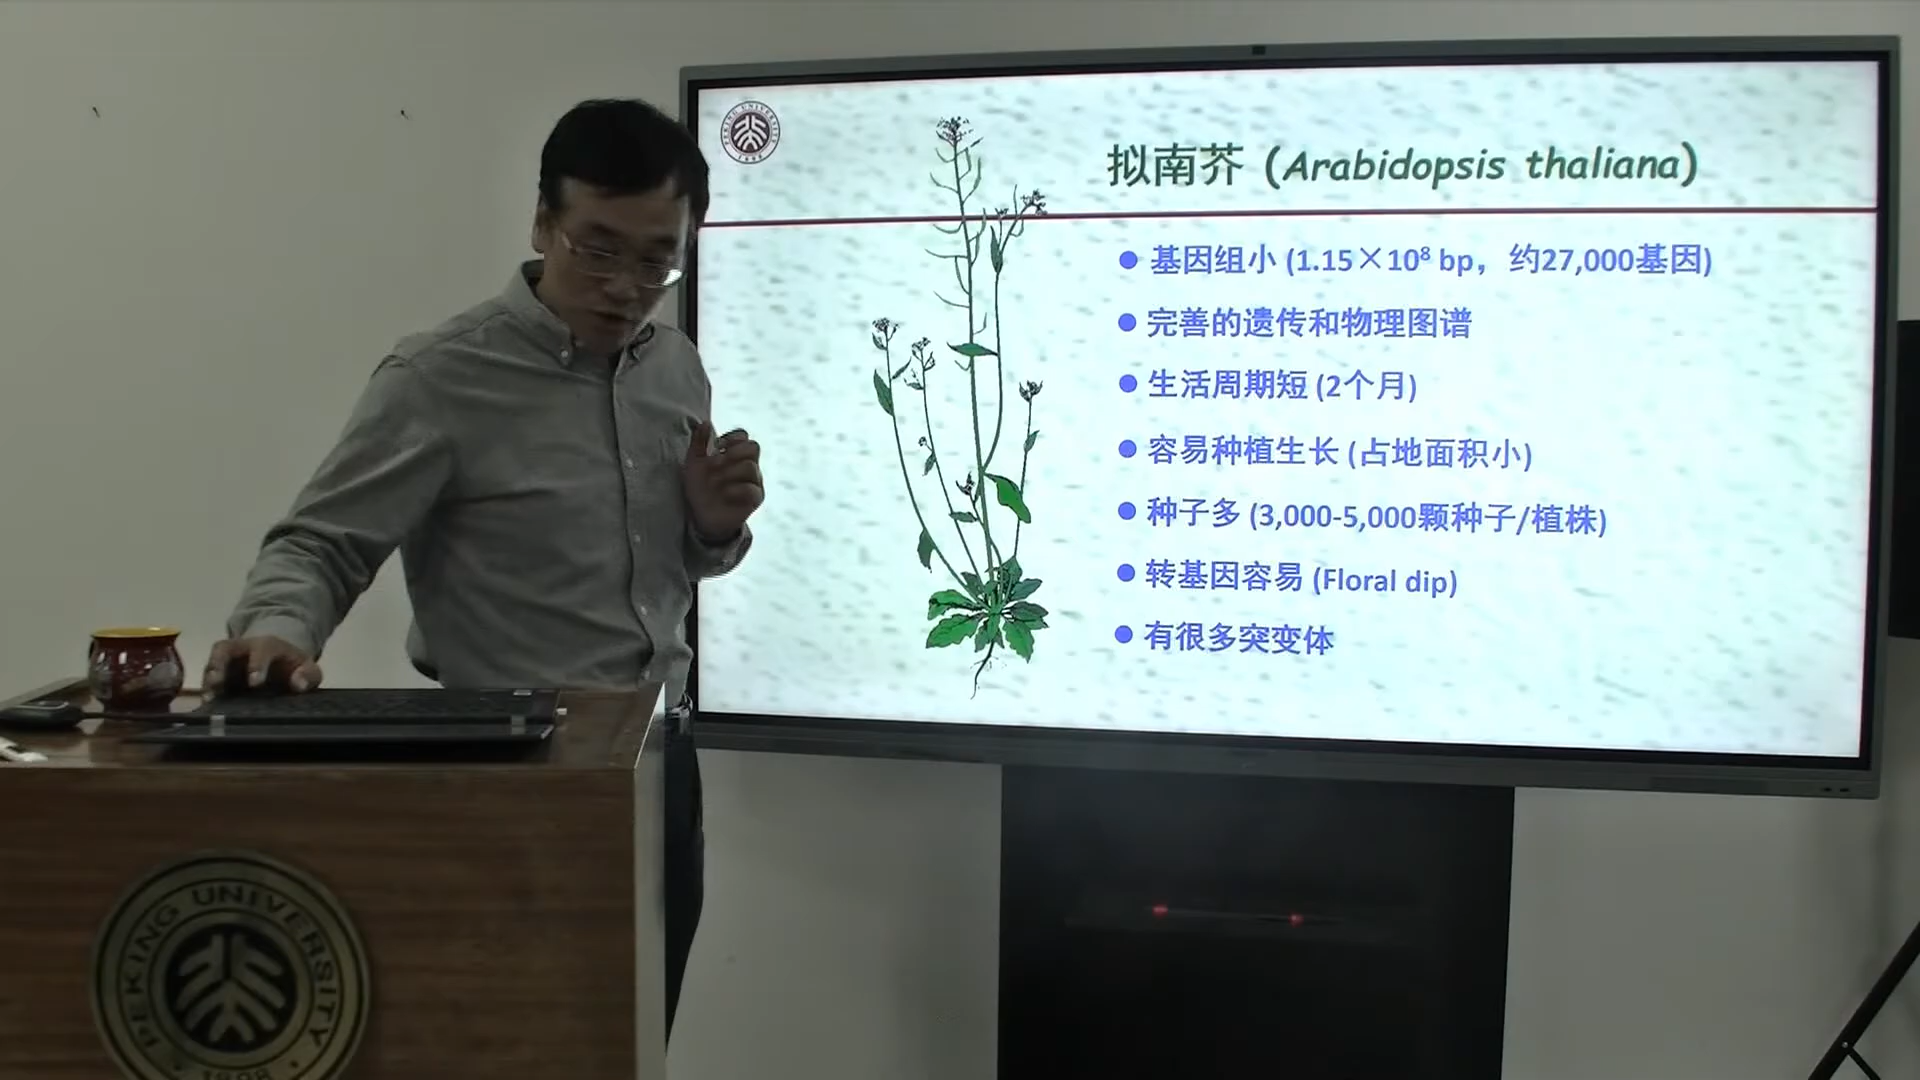 PEKING UNIVERSITY
1898
拟南芥 (Arabidopsis thaliana)
● 基因组小 (1.15×10⁸ bp，约27,000基因)
● 完善的遗传和物理图谱
● 生活周期短 (2个月)
● 容易种植生长 (占地面积小)
● 种子多 (3,000-5,000颗种子/植株)
● 转基因容易 (Floral dip)
● 有很多突变体
PEKING UNIVERSITY
1898